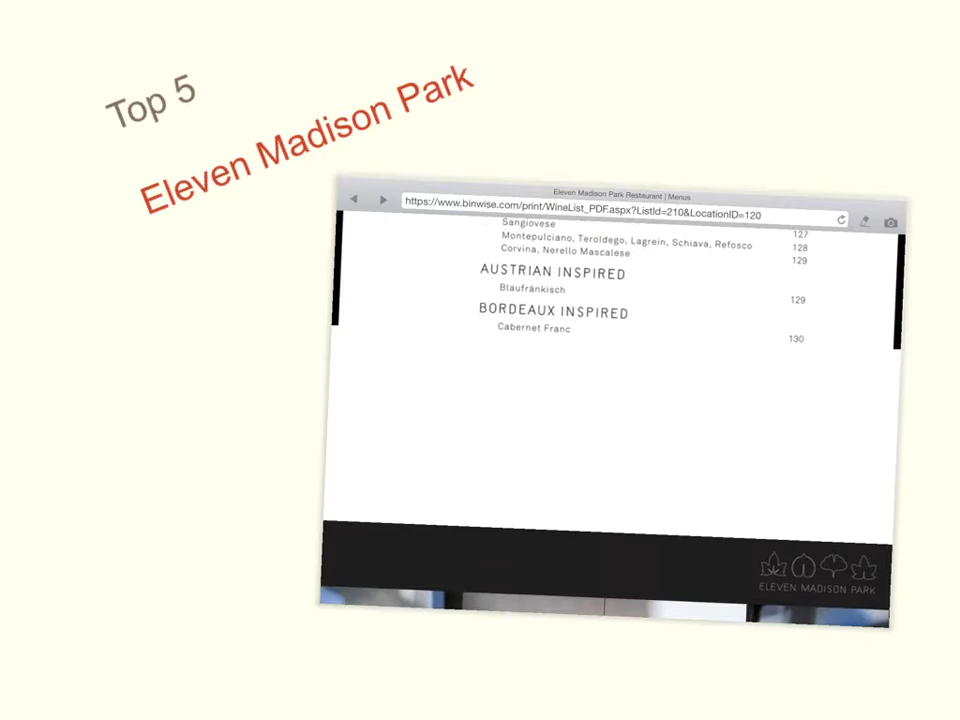 Top 5
Eleven Madison Park
Eleven Madison Park Restaurant | Menus
https://www.binwise.com/print/WineList_PDF.aspx?ListId=210&LocationID=120
Sangiovese 127
Montepulciano, Teroldego, Lagrein, Schiava, Refosco 128
Corvina, Nerello Mascalese 129
AUSTRIAN INSPIRED
Blaufränkisch 129
BORDEAUX INSPIRED
Cabernet Franc 130
ELEVEN MADISON PARK